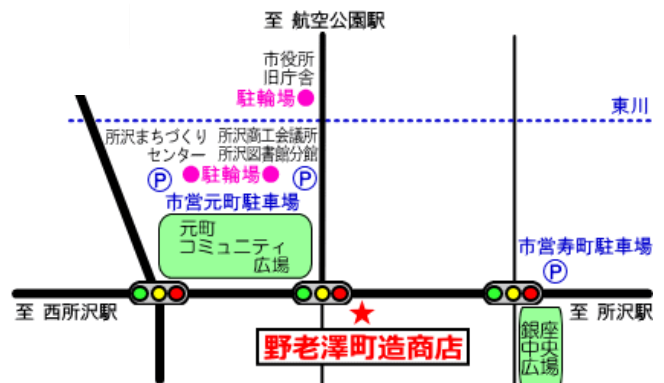 至 航空公園駅
市役所
旧庁舎
駐輪場
東川
所沢まちづくり
センター
所沢商工会議所
所沢図書館分館
P
駐輪場
P
市営元町駐車場
元町
コミュニティ
広場
市営寿町駐車場
P
至 西所沢駅
至 所沢駅
野老澤町造商店
銀座
中央
広場